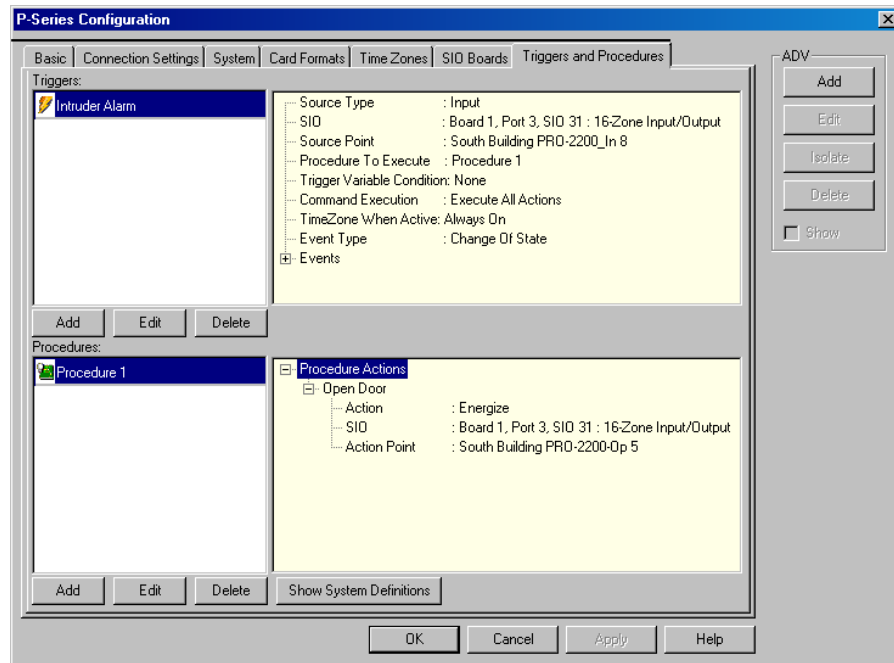 P-Series Configuration
Basic Connection Settings System Card Formats Time Zones SIO Boards Triggers and Procedures
Triggers:
Intruder Alarm
Source Type : Input
SIO : Board 1, Port 3, SIO 31 : 16-Zone Input/Output
Source Point : South Building PRO-2200_In 8
Procedure To Execute : Procedure 1
Trigger Variable Condition: None
Command Execution : Execute All Actions
TimeZone When Active: Always On
Event Type : Change Of State
Events
Add Edit Delete
Procedures:
Procedure 1
Procedure Actions
Open Door
Action : Energize
SIO : Board 1, Port 3, SIO 31 : 16-Zone Input/Output
Action Point : South Building PRO-2200-Op 5
Add Edit Delete Show System Definitions
ADV
Add
Edit
Isolate
Delete
Show
OK Cancel Apply Help